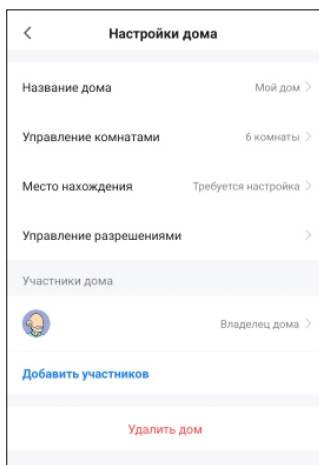 Настройки дома
Название дома Мой дом
Управление комнатами 6 комнаты
Место нахождения Требуется настройка
Управление разрешениями
Участники дома
Владелец дома
Добавить участников
Удалить дом